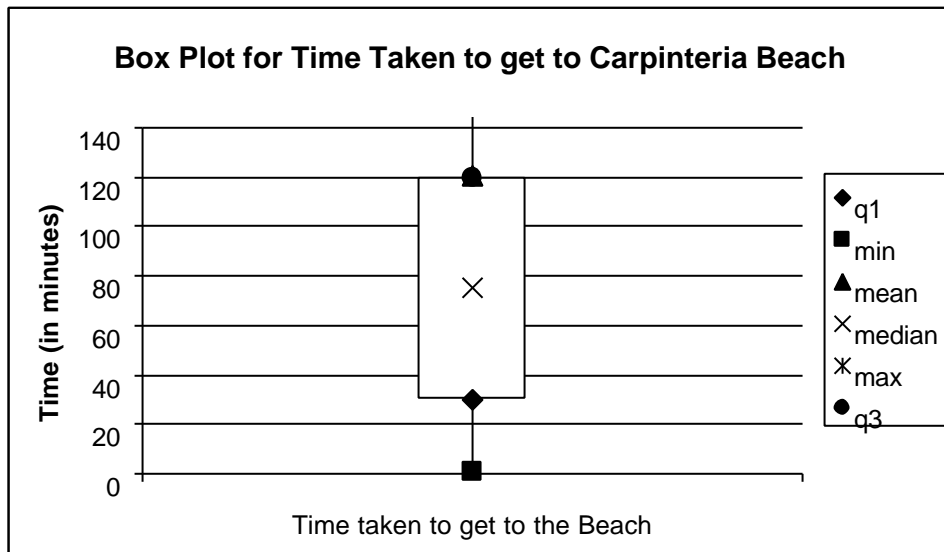 Box Plot for Time Taken to get to Carpinteria Beach
140
120
100
80
60
40
20
0
Time (in minutes)
Time taken to get to the Beach
q1
min
mean
median
max
q3